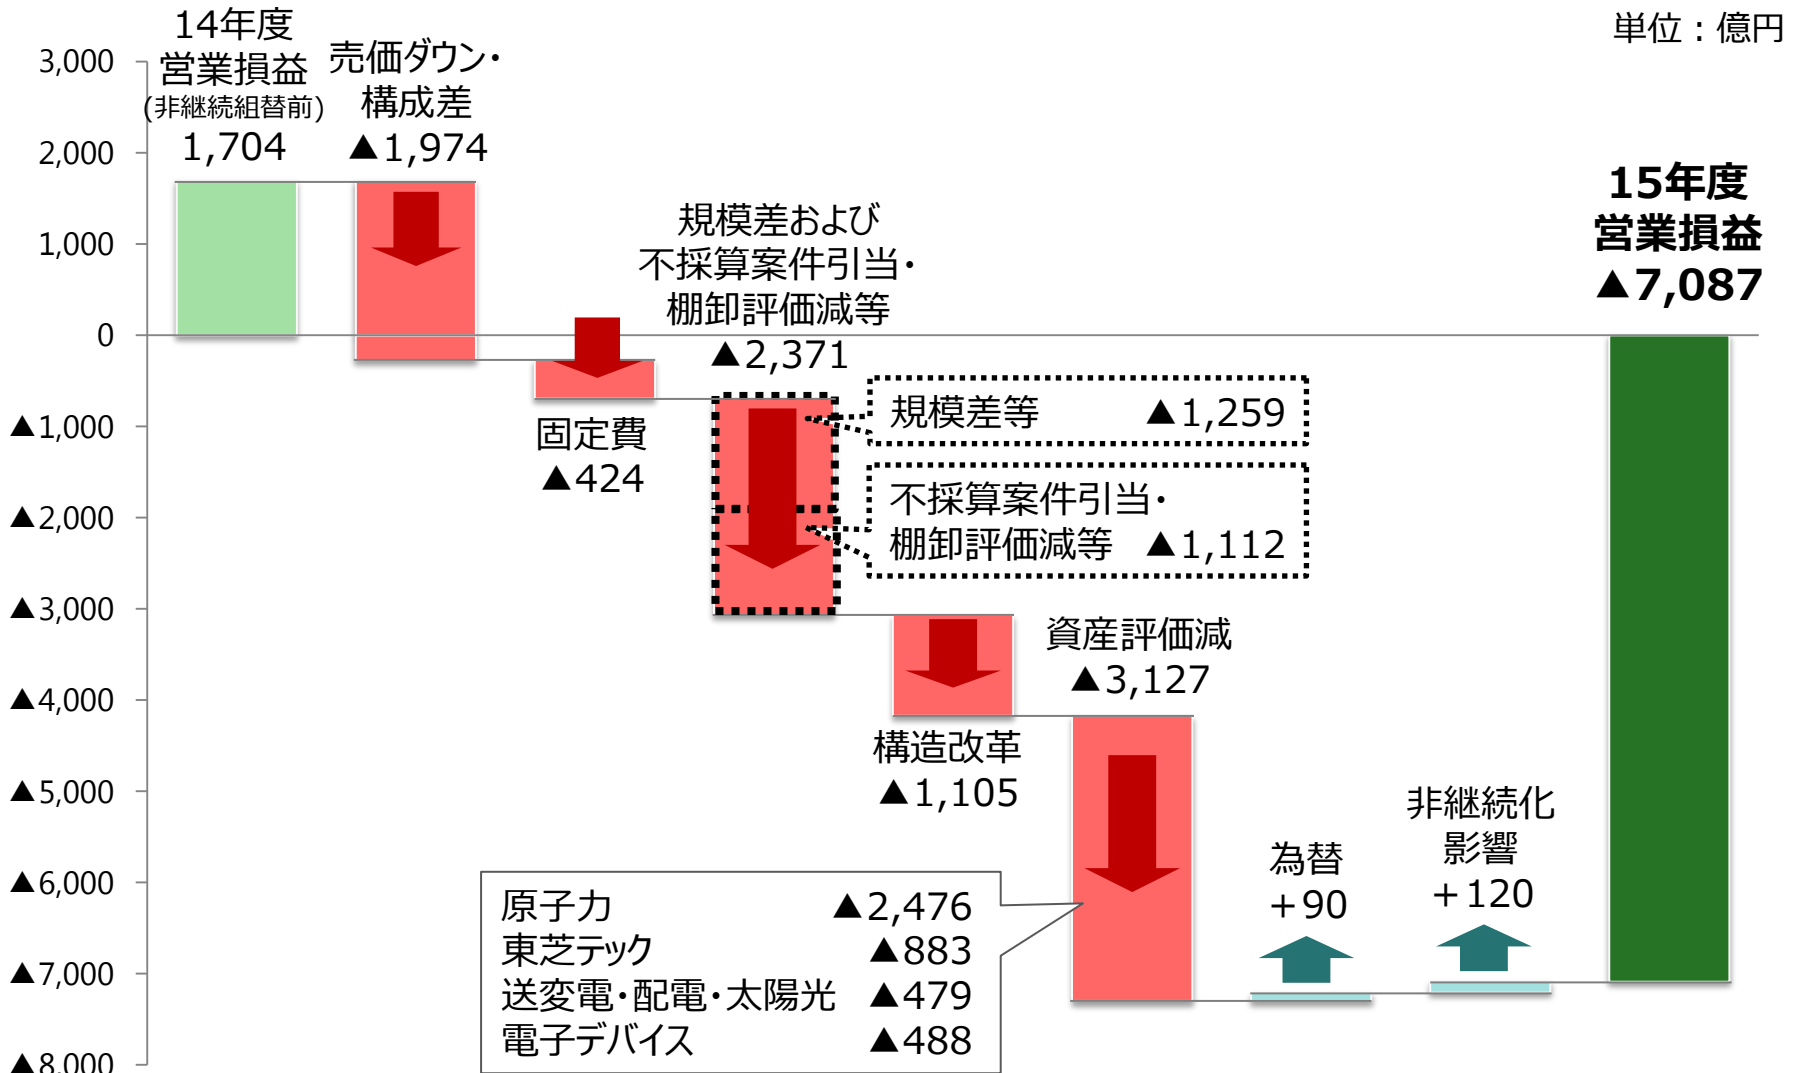 単位：億円
14年度
営業損益
(非継続組替前)
1,704
売価ダウン・
構成差
▲1,974
規模差および
不採算案件引当・
棚卸評価減等
▲2,371
15年度
営業損益
▲7,087
3,000
2,000
1,000
0
▲1,000
▲2,000
▲3,000
▲4,000
▲5,000
▲6,000
▲7,000
▲8,000
固定費
▲424
規模差等 ▲1,259
不採算案件引当・
棚卸評価減等 ▲1,112
構造改革
▲1,105
資産評価減
▲3,127
原子力 ▲2,476
東芝テック ▲883
送変電・配電・太陽光 ▲479
電子デバイス ▲488
為替
＋90
非継続化
影響
＋120